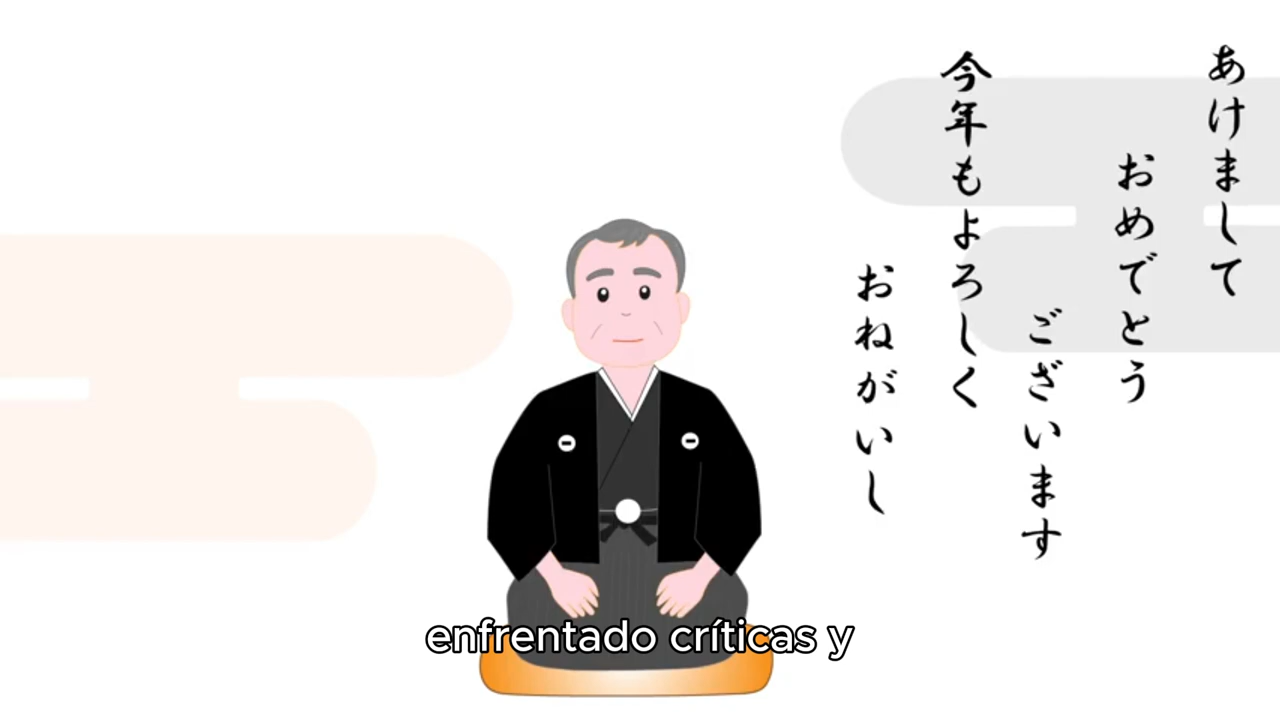 あけまして
おめでとう
ございます
今年もよろしく
おねがいし
enfrentado críticas y